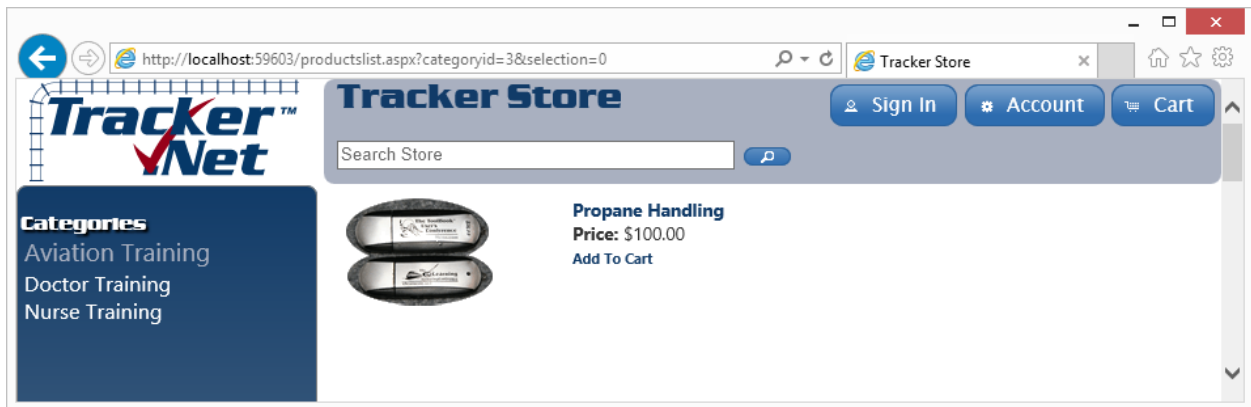 http://localhost:59603/productslist.aspx?categoryid=3&selection=0
Tracker Store
Tracker™
Net
Tracker Store
Sign In
Account
Cart
Search Store
Categories
Aviation Training
Doctor Training
Nurse Training
Propane Handling
Price: $100.00
Add To Cart